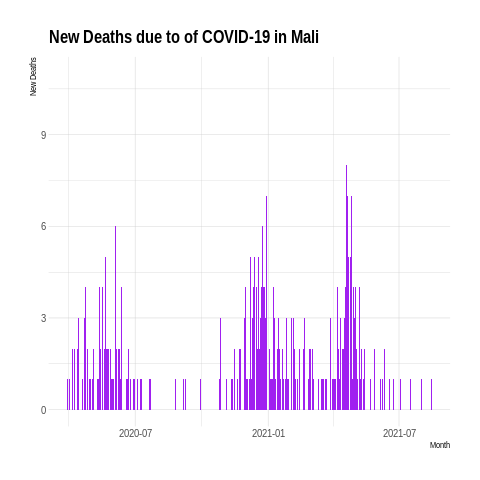 New Deaths due to of COVID-19 in Mali
New Deaths
9
6
3
0
2020-07
2021-01
2021-07
Month